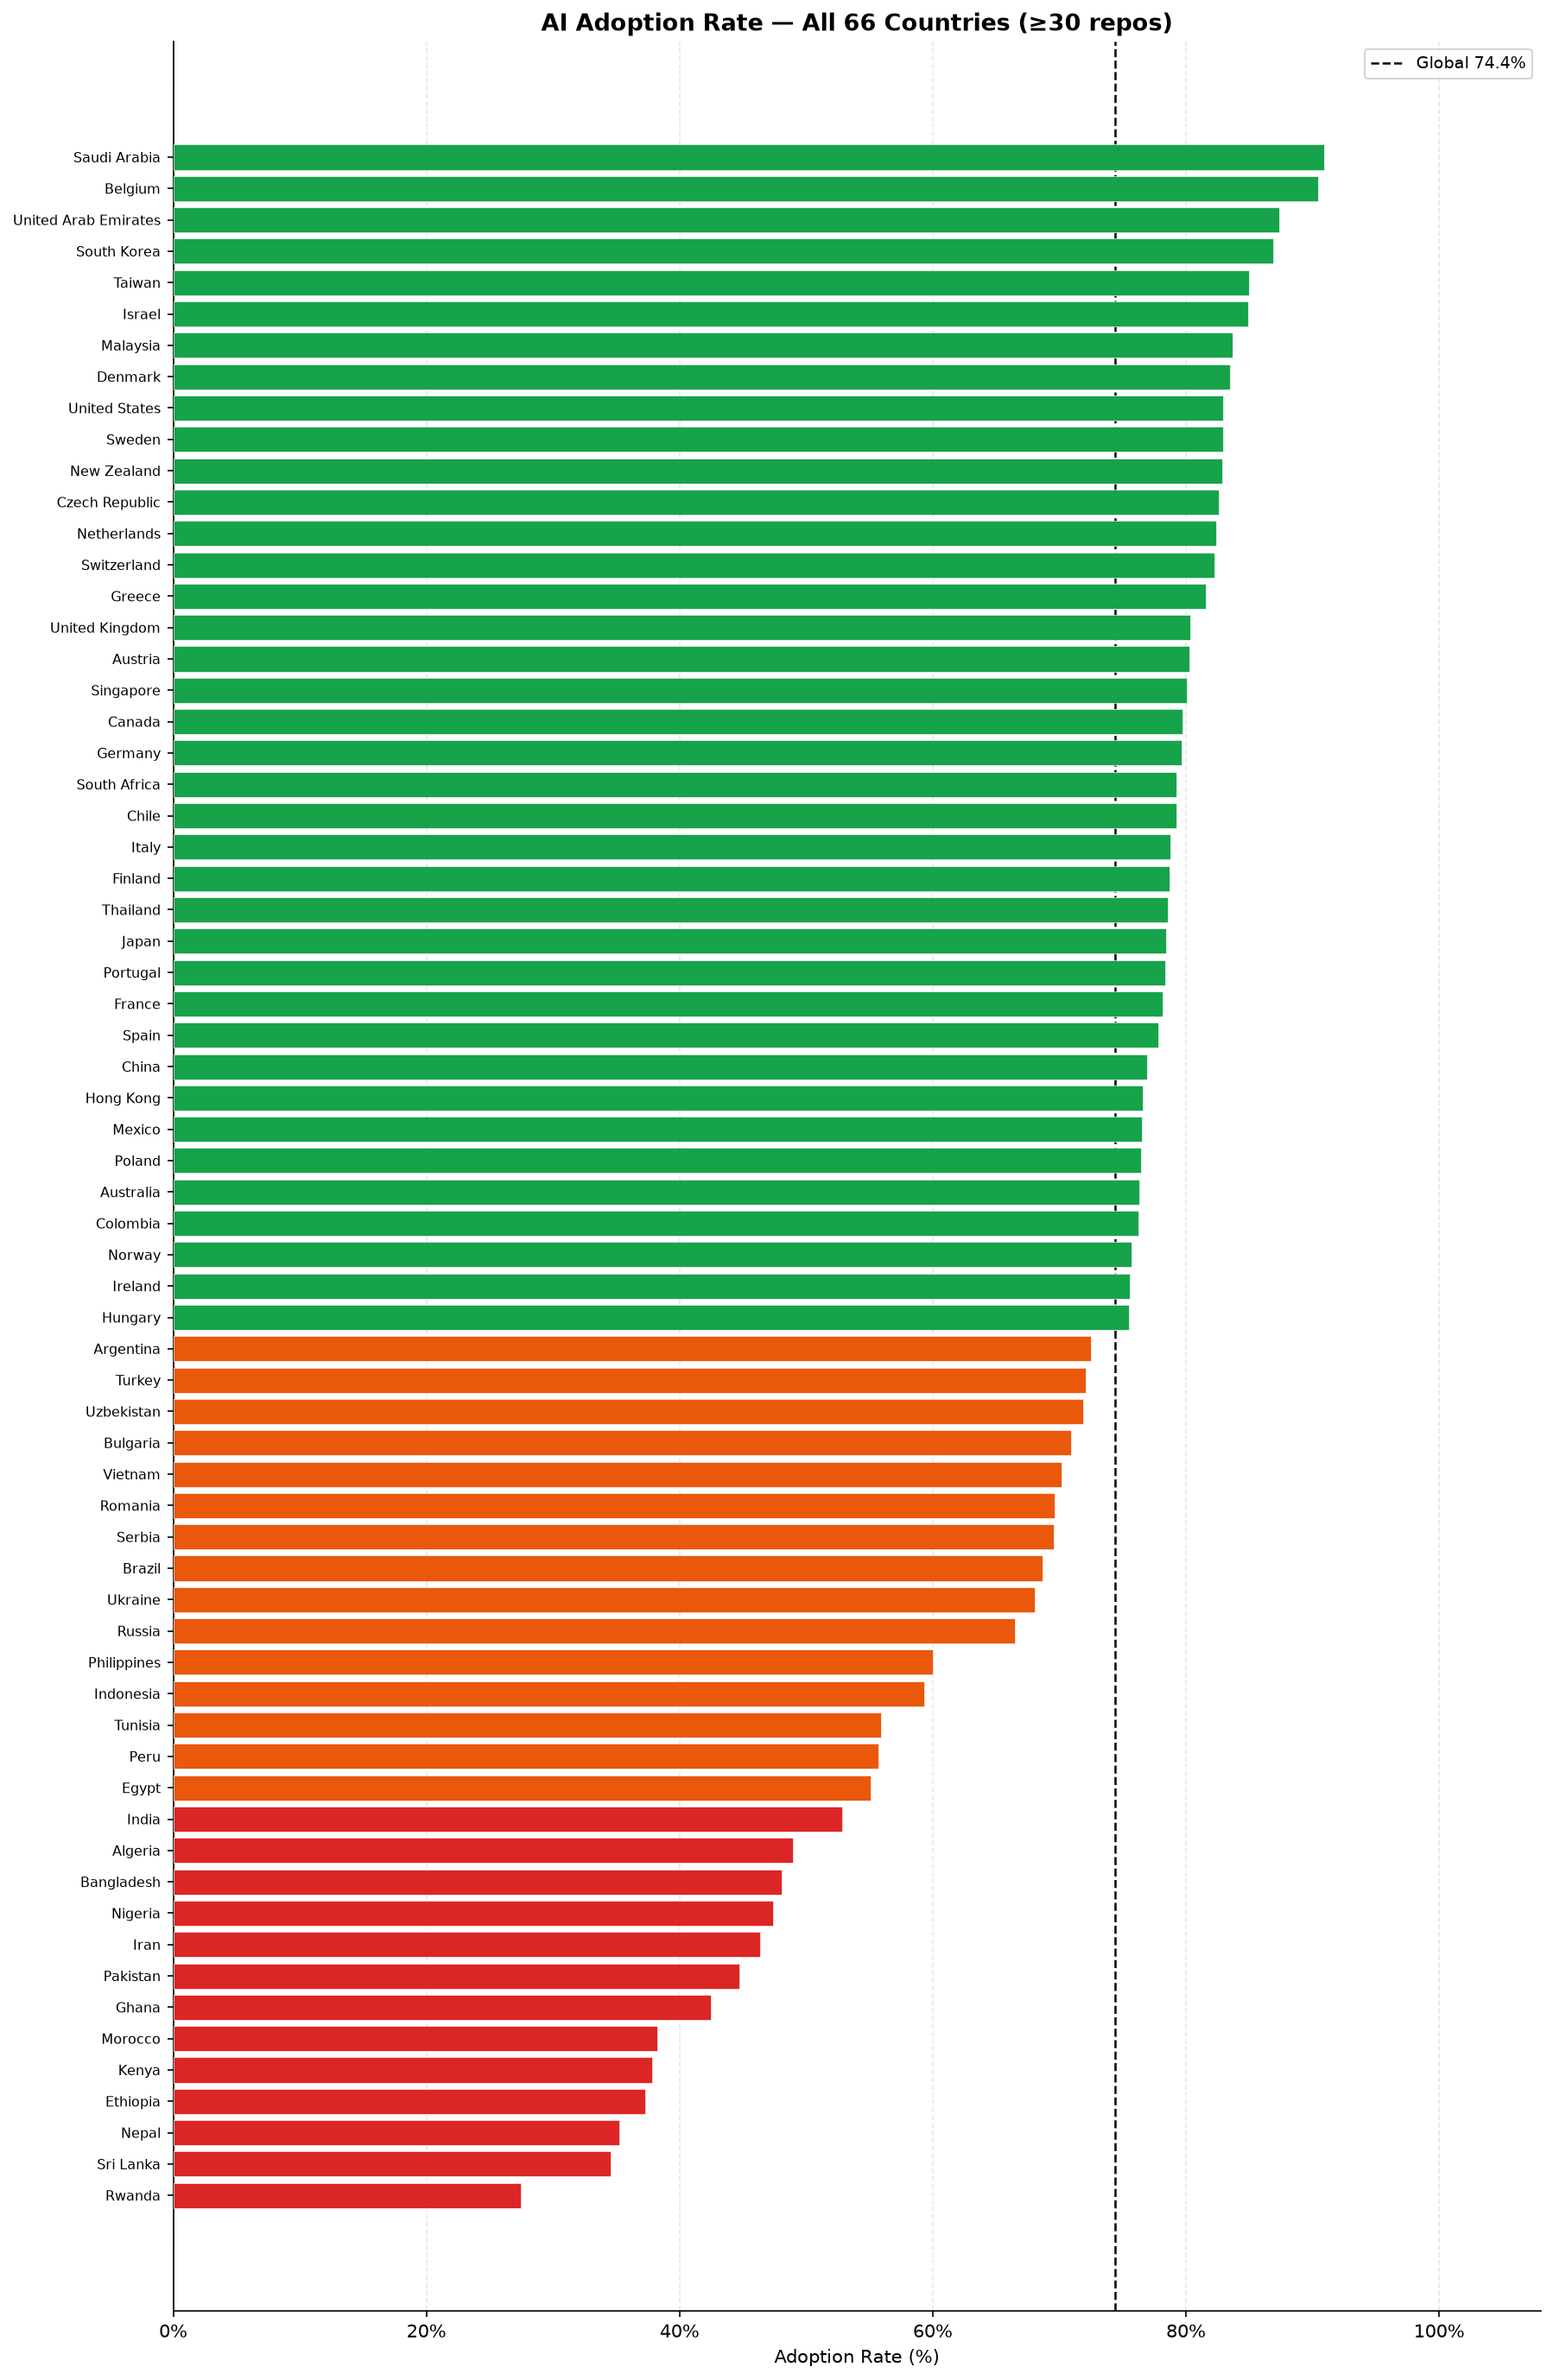 AI Adoption Rate — All 66 Countries (≥30 repos)
Global 74.4%
Saudi Arabia
Belgium
United Arab Emirates
South Korea
Taiwan
Israel
Malaysia
Denmark
United States
Sweden
New Zealand
Czech Republic
Netherlands
Switzerland
Greece
United Kingdom
Austria
Singapore
Canada
Germany
South Africa
Chile
Italy
Finland
Thailand
Japan
Portugal
France
Spain
China
Hong Kong
Mexico
Poland
Australia
Colombia
Norway
Ireland
Hungary
Argentina
Turkey
Uzbekistan
Bulgaria
Vietnam
Romania
Serbia
Brazil
Ukraine
Russia
Philippines
Indonesia
Tunisia
Peru
Egypt
India
Algeria
Bangladesh
Nigeria
Iran
Pakistan
Ghana
Morocco
Kenya
Ethiopia
Nepal
Sri Lanka
Rwanda
0% 20% 40% 60% 80% 100%
Adoption Rate (%)